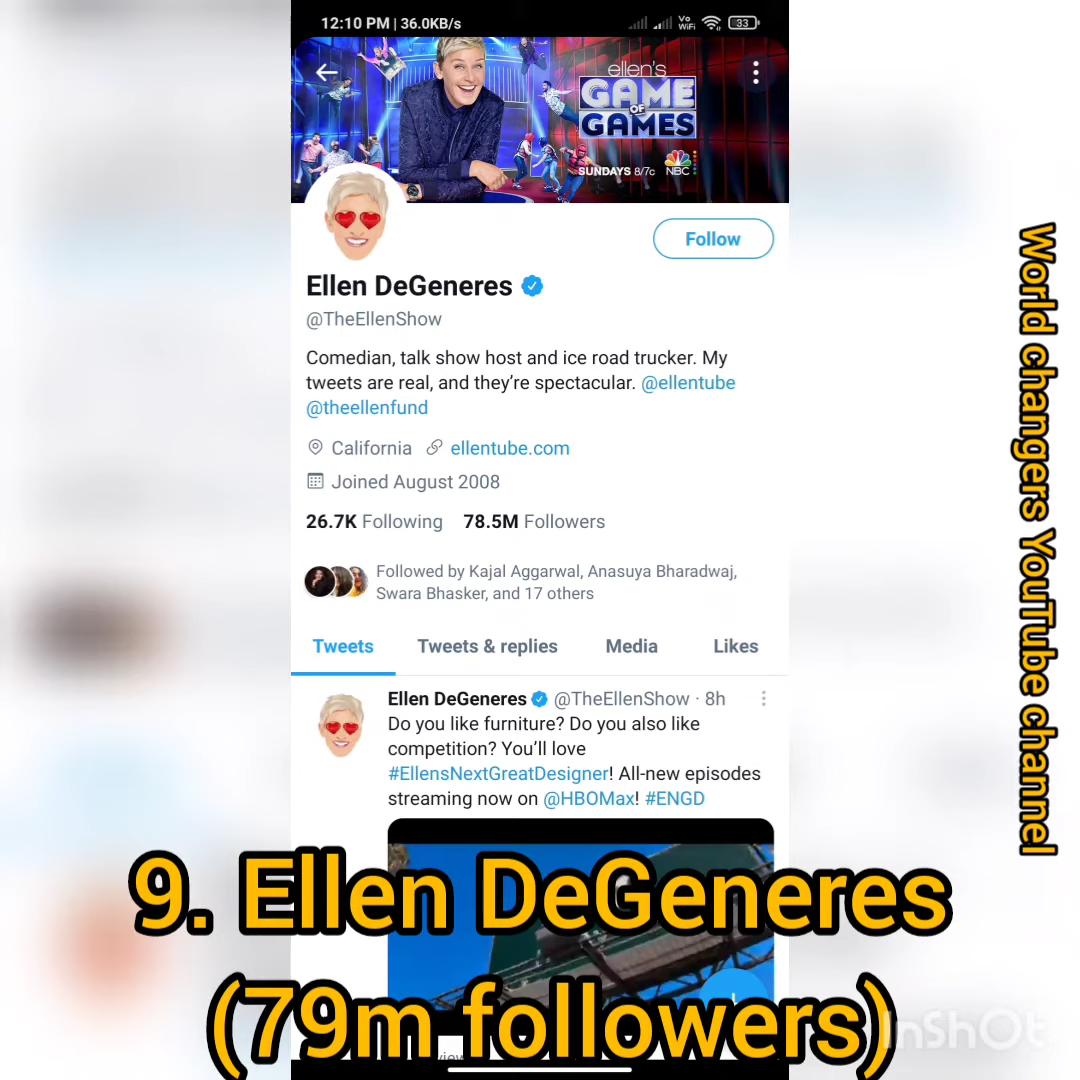 12:10 PM | 36.0KB/s
Vo
WiFi
33
ellen's
GAME
OF
GAMES
SUNDAYS 8/7c NBC
Follow
Ellen DeGeneres
@TheEllenShow
Comedian, talk show host and ice road trucker. My
tweets are real, and they’re spectacular. @ellentube
@theellenfund
California ellentube.com
Joined August 2008
26.7K Following 78.5M Followers
Followed by Kajal Aggarwal, Anasuya Bharadwaj,
Swara Bhasker, and 17 others
Tweets Tweets & replies Media Likes
Ellen DeGeneres @TheEllenShow · 8h
Do you like furniture? Do you also like
competition? You’ll love
#EllensNextGreatDesigner! All-new episodes
streaming now on @HBOMax! #ENGD
9. Ellen DeGeneres
(79m followers)
InShOt
World changers YouTube channel